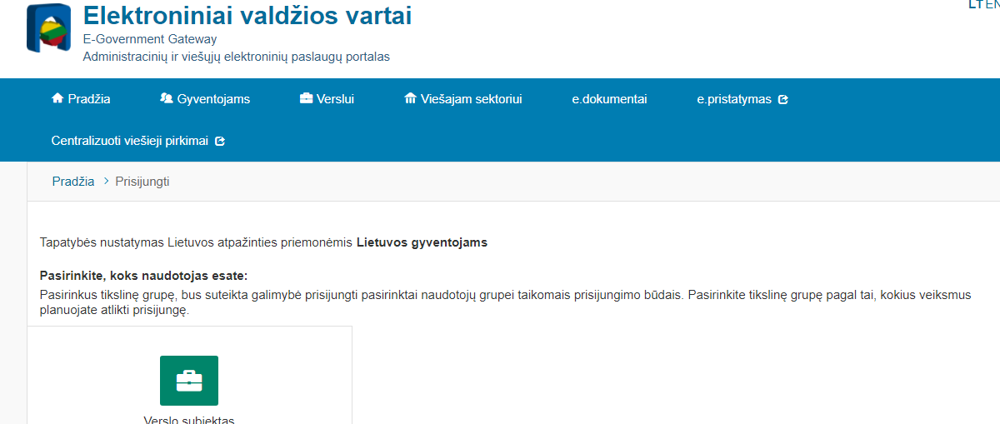 LT EN
Elektroniniai valdžios vartai
E-Government Gateway
Administracinių ir viešųjų elektroninių paslaugų portalas
Pradžia Gyventojams Verslui Viešajam sektoriui e.dokumentai e.pristatymas
Centralizuoti viešieji pirkimai
Pradžia > Prisijungti
Tapatybės nustatymas Lietuvos atpažinties priemonėmis Lietuvos gyventojams
Pasirinkite, koks naudotojas esate:
Pasirinkus tikslinę grupę, bus suteikta galimybė prisijungti pasirinktai naudotojų grupei taikomais prisijungimo būdais. Pasirinkite tikslinę grupę pagal tai, kokius veiksmus
planuojate atlikti prisijungę.
Verslo subjektas